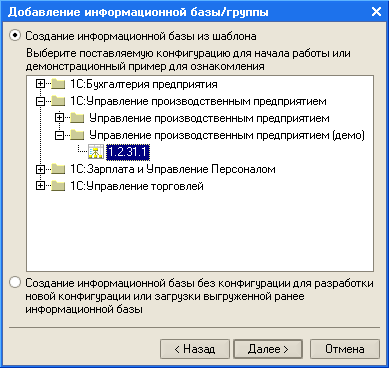 Добавление информационной базы/группы
Создание информационной базы из шаблона
Выберите поставляемую конфигурацию для начала работы или
демонстрационный пример для ознакомления
1С:Бухгалтерия предприятия
1С:Управление производственным предприятием
Управление производственным предприятием
Управление производственным предприятием (демо)
1.2.31.1
1С:Зарплата и Управление Персоналом
1С:Управление торговлей
Создание информационной базы без конфигурации для разработки
новой конфигурации или загрузки выгруженной ранее
информационной базы
< Назад
Далее >
Отмена